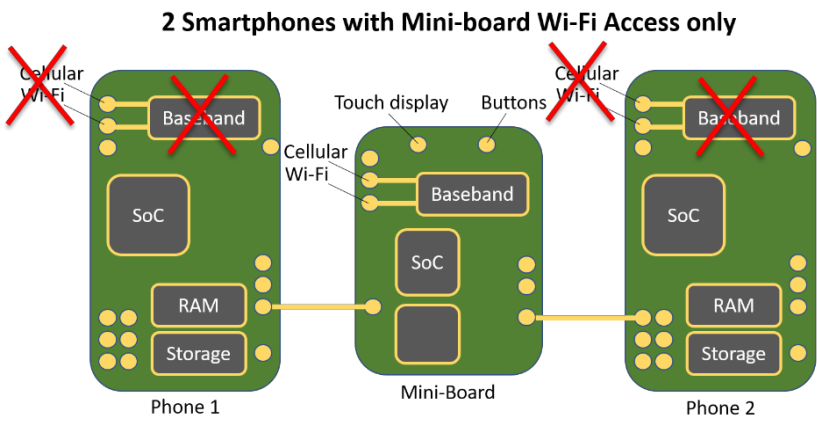 2 Smartphones with Mini-board Wi-Fi Access only
Cellular
Wi-Fi
Baseband
SoC
RAM
Storage
Phone 1
Touch display
Buttons
Cellular
Wi-Fi
Baseband
SoC
Mini-Board
Cellular
Wi-Fi
Baseband
SoC
RAM
Storage
Phone 2